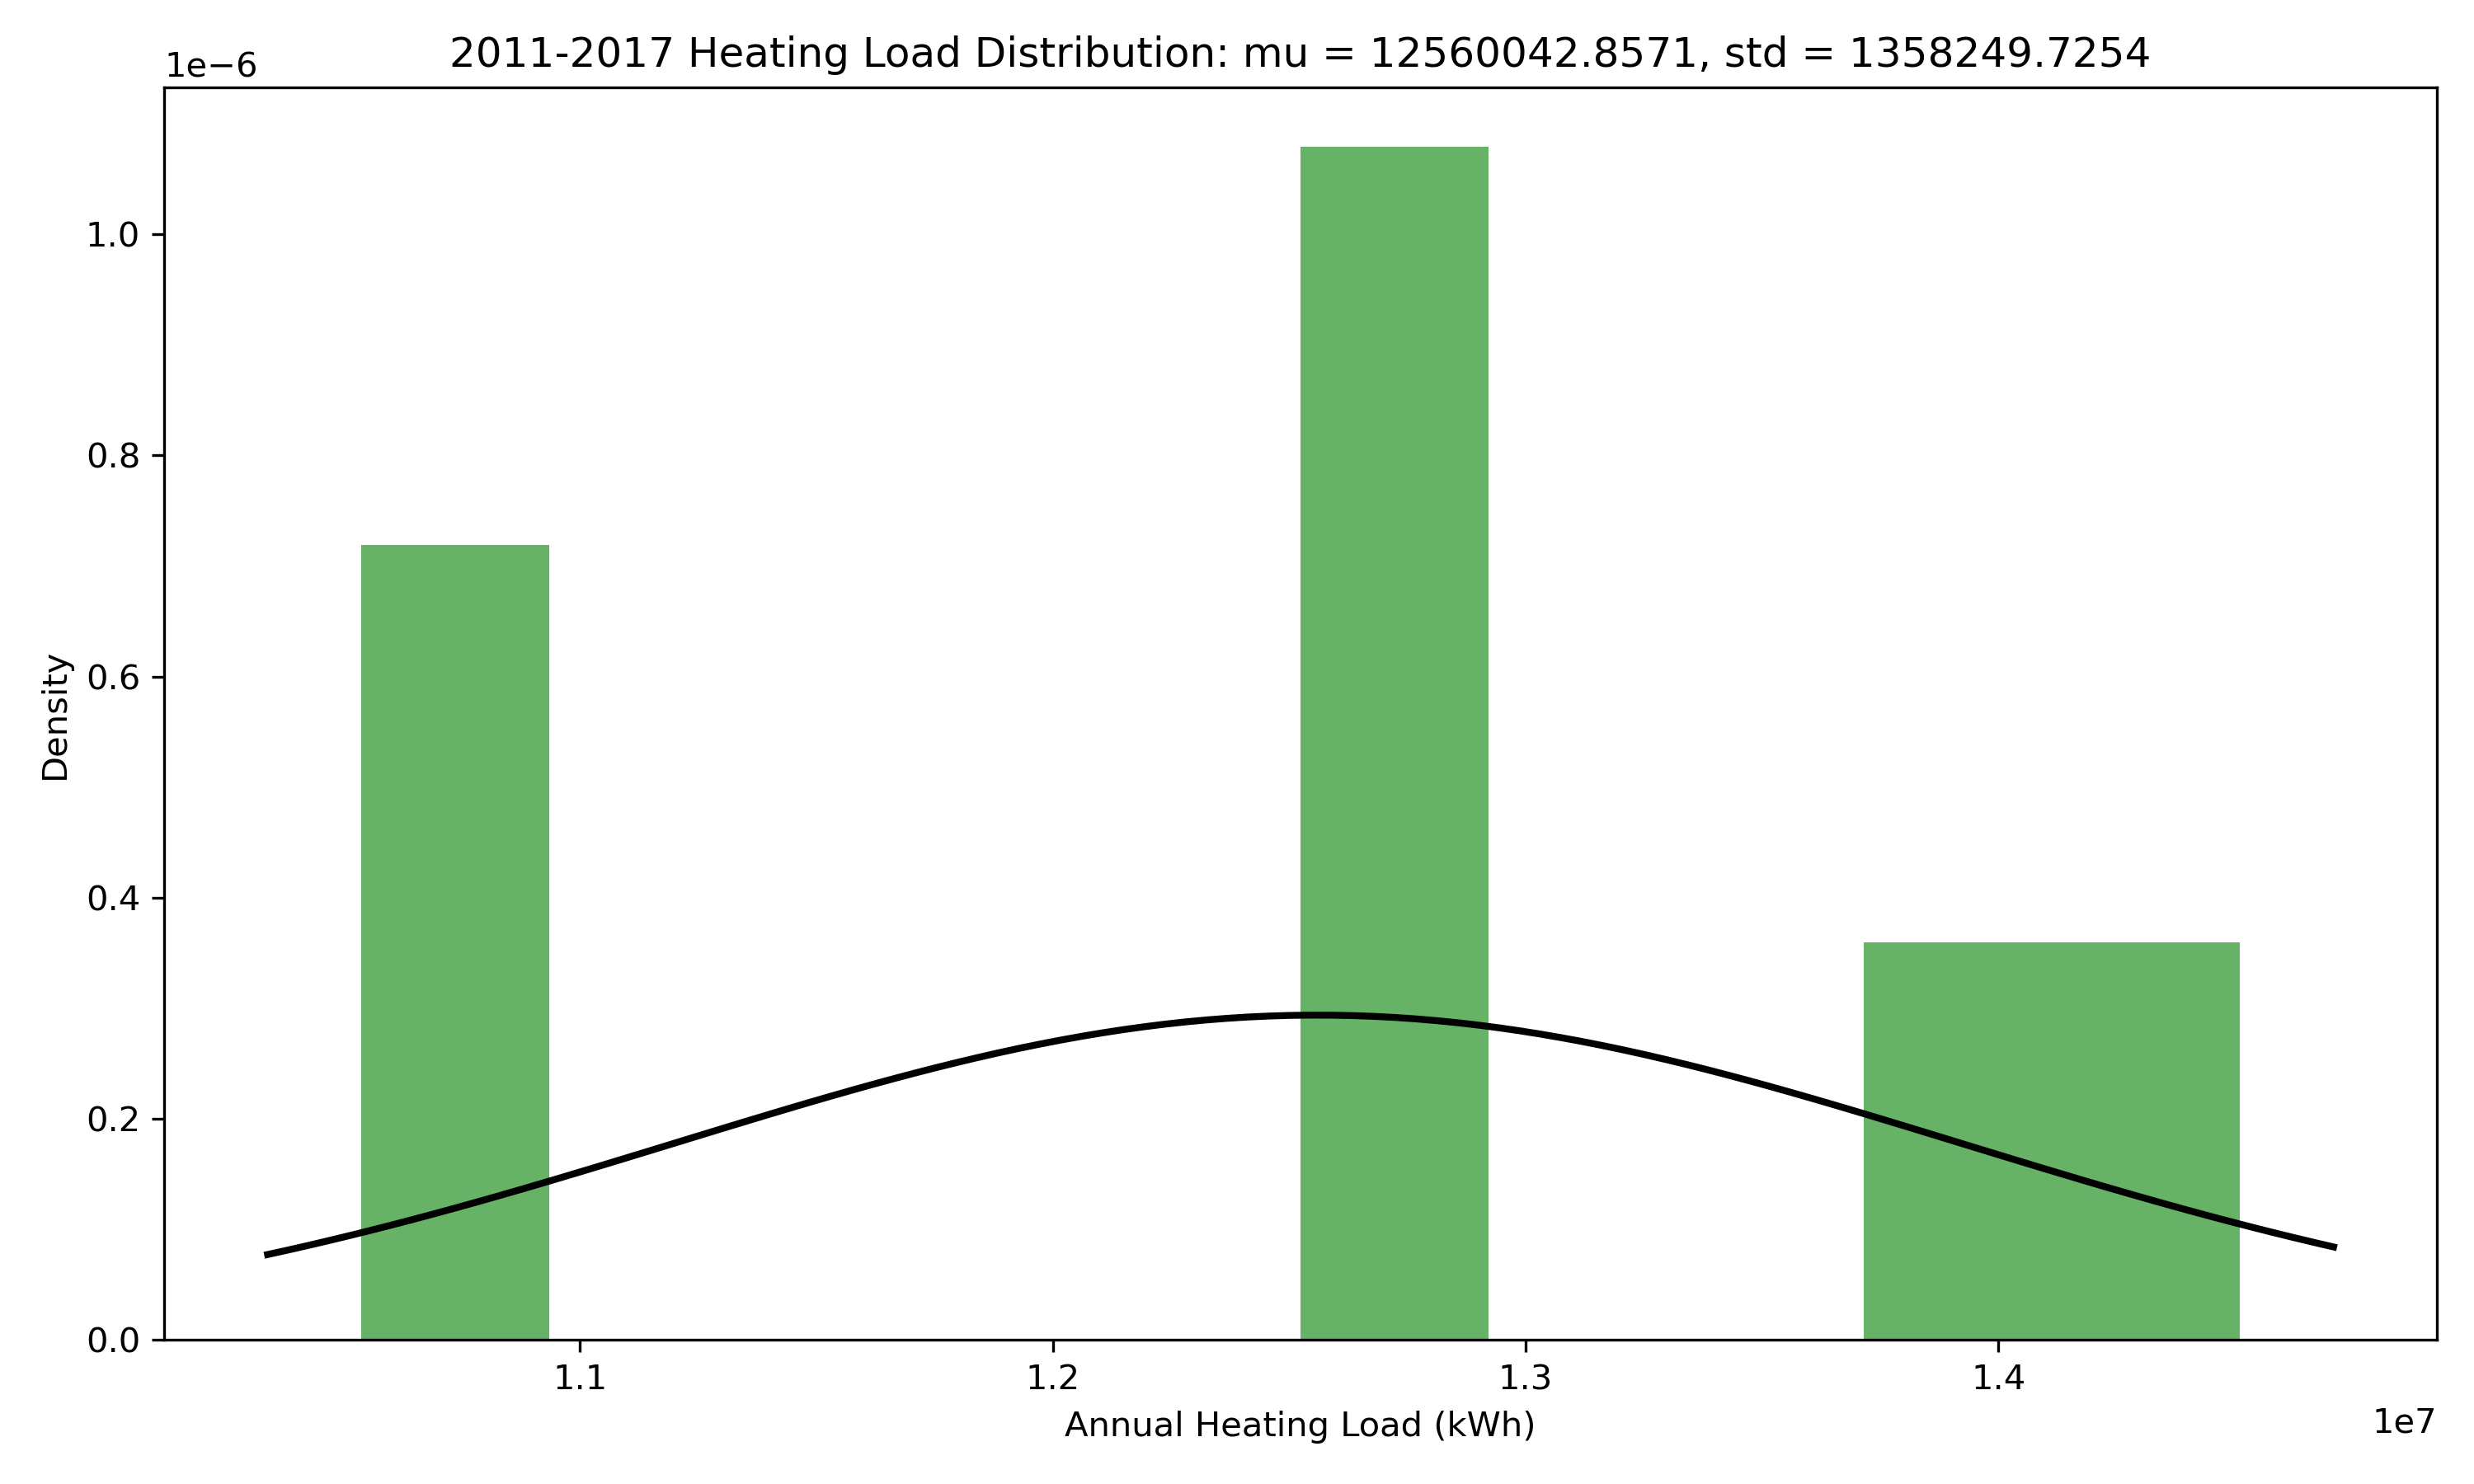 2011-2017 Heating Load Distribution: mu = 12560042.8571, std = 1358249.7254
1e−6
1.0
0.8
0.6
0.4
0.2
0.0
Density
1.1 1.2 1.3 1.4
Annual Heating Load (kWh)
1e7